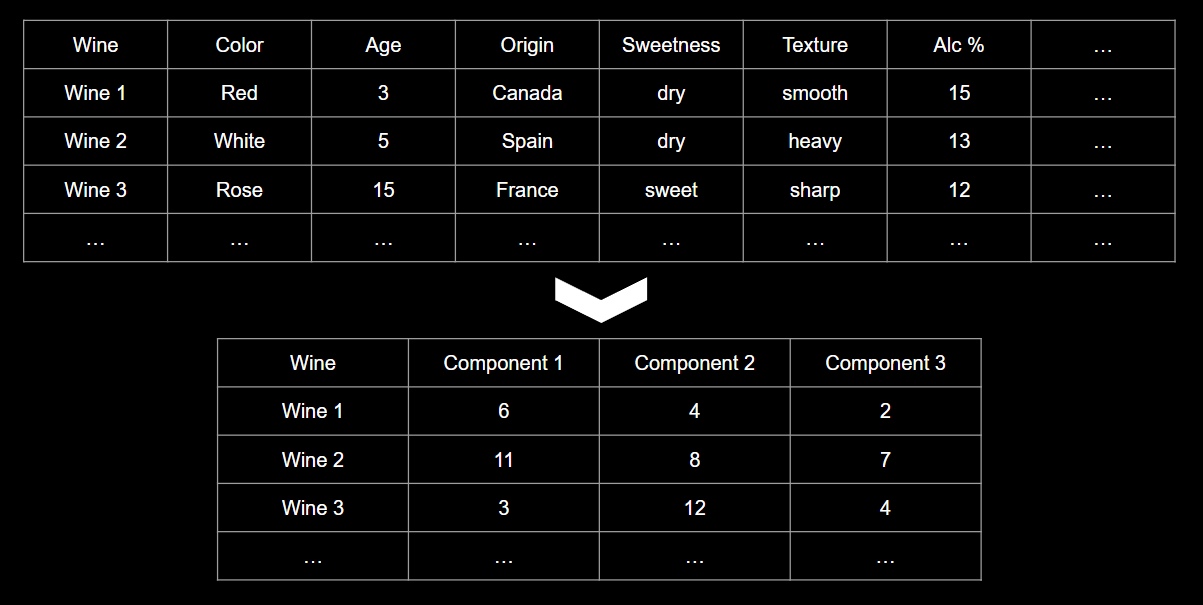 Wine Color Age Origin Sweetness Texture Alc % ...
Wine 1 Red 3 Canada dry smooth 15 ...
Wine 2 White 5 Spain dry heavy 13 ...
Wine 3 Rose 15 France sweet sharp 12 ...
... ... ... ... ... ... ... ...
Wine Component 1 Component 2 Component 3
Wine 1 6 4 2
Wine 2 11 8 7
Wine 3 3 12 4
... ... ... ...